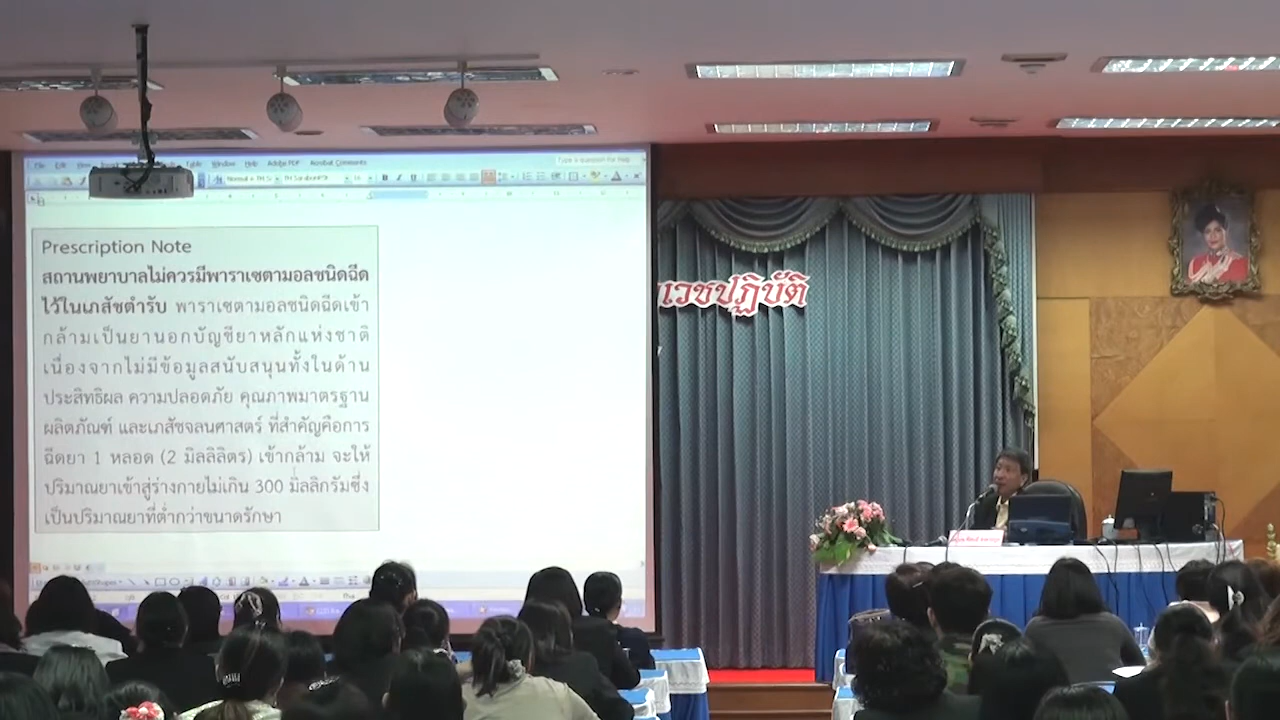 Window Help Adobe PDF Acrobat Comments
Type a question for help
Prescription Note
สถานพยาบาลไม่ควรมีพาราเซตามอลชนิดฉีด
ไว้ในเภสัชตำรับ พาราเซตามอลชนิดฉีดเข้า
กล้ามเป็นยานอกบัญชียาหลักแห่งชาติ
เนื่องจากไม่มีข้อมูลสนับสนุนทั้งในด้าน
ประสิทธิผล ความปลอดภัย คุณภาพมาตรฐาน
ผลิตภัณฑ์ และเภสัชจลนศาสตร์ ที่สำคัญคือการ
ฉีดยา 1 หลอด (2 มิลลิลิตร) เข้ากล้าม จะให้
ปริมาณยาเข้าสู่ร่างกายไม่เกิน 300 มิลลิกรัมซึ่ง
เป็นปริมาณยาที่ต่ำกว่าขนาดรักษา
เวชปฏิบัติ